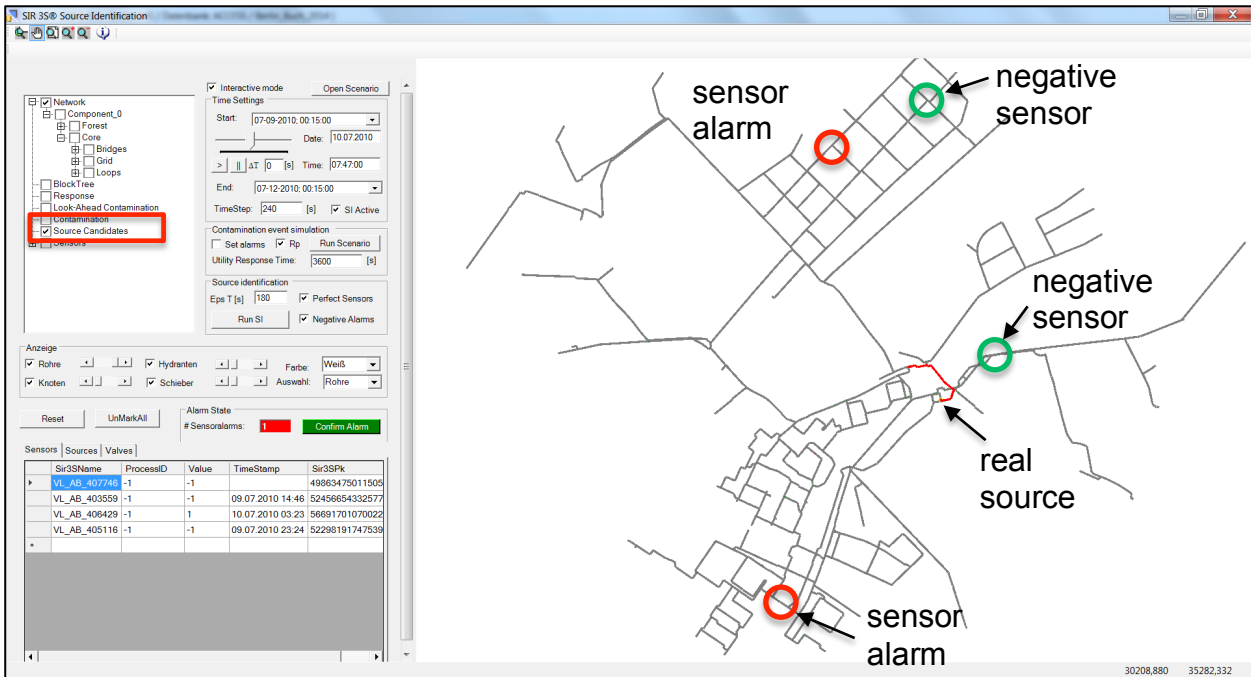 SIR 3S® Source Identification
Interactive mode
Open Scenario
Network
Component_0
Forest
Core
Bridges
Grid
Loops
BlockTree
Response
Look-Ahead Contamination
Contamination
Source Candidates
Sensors
Time Settings
Start: 07-09-2010; 00:15:00
Date: 10.07.2010
> || ΔT 0 [s] Time: 07:47:00
End: 07-12-2010; 00:15:00
TimeStep: 240 [s] SI Active
Contamination event simulation
Set alarms Rp Run Scenario
Utility Response Time: 3600 [s]
Source identification
Eps T [s] 180 Perfect Sensors
Run SI Negative Alarms
Anzeige
Rohre Hydranten Farbe: Weiß
Knoten Schieber Auswahl: Rohre
Reset UnMarkAll
Alarm State
# Sensoralarms: 1 Confirm Alarm
Sensors Sources Valves
Sir3SName ProcessID Value TimeStamp Sir3SPk
VL_AB_407746 -1 -1 49863475011505
VL_AB_403559 -1 -1 09.07.2010 14:46 52456654332577
VL_AB_406429 -1 1 10.07.2010 03:23 56691701070022
VL_AB_405116 -1 -1 09.07.2010 23:24 52298191747539
sensor
alarm
negative
sensor
negative
sensor
real
source
sensor
alarm
30208,880 35282,332